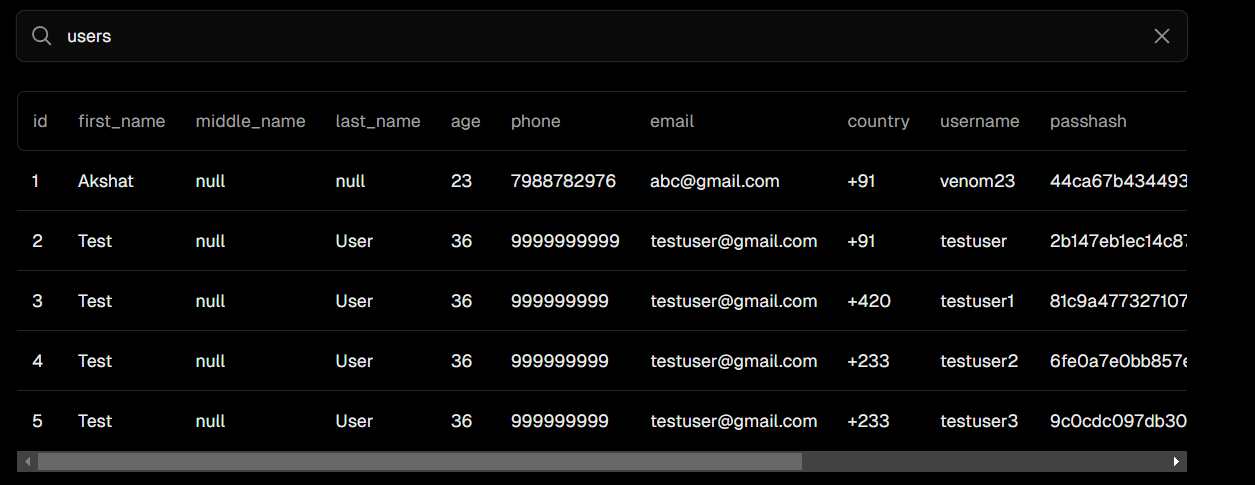 users
id first_name middle_name last_name age phone email country username passhash
1 Akshat null null 23 7988782976 abc@gmail.com +91 venom23 44ca67b434493
2 Test null User 36 9999999999 testuser@gmail.com +91 testuser 2b147eb1ec14c87
3 Test null User 36 999999999 testuser@gmail.com +420 testuser1 81c9a477327107
4 Test null User 36 999999999 testuser@gmail.com +233 testuser2 6fe0a7e0bb857e
5 Test null User 36 999999999 testuser@gmail.com +233 testuser3 9c0cdc097db30